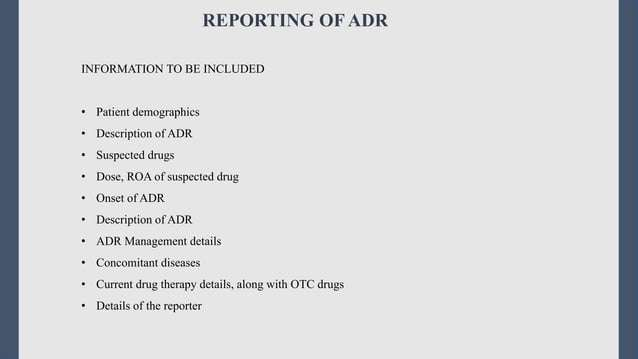 REPORTING OF ADR
INFORMATION TO BE INCLUDED
• Patient demographics
• Description of ADR
• Suspected drugs
• Dose, ROA of suspected drug
• Onset of ADR
• Description of ADR
• ADR Management details
• Concomitant diseases
• Current drug therapy details, along with OTC drugs
• Details of the reporter